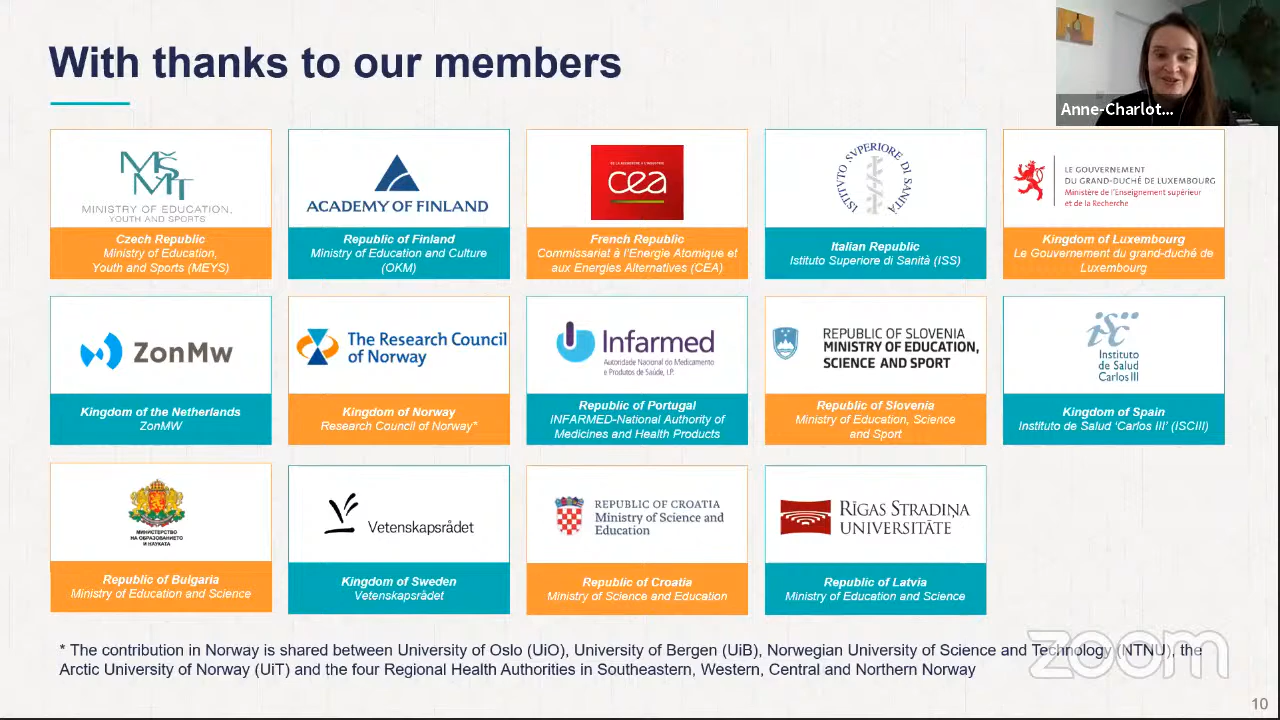 With thanks to our members
Anne-Charlot...
MŠMT
MINISTRY OF EDUCATION,
YOUTH AND SPORTS
Czech Republic
Ministry of Education,
Youth and Sports (MEYS)
ACADEMY OF FINLAND
Republic of Finland
Ministry of Education and Culture
(OKM)
DE LA RECHERCHE À L'INDUSTRIE
cea
French Republic
Commissariat à l'Energie Atomique et
aux Energies Alternatives (CEA)
ISTITUTO SVPERIORE DI SANITÀ
Italian Republic
Istituto Superiore di Sanità (ISS)
LE GOUVERNEMENT
DU GRAND-DUCHÉ DE LUXEMBOURG
Ministère de l'Enseignement supérieur
et de la Recherche
Kingdom of Luxembourg
Le Gouvernement du grand-duché de
Luxembourg
ZonMw
Kingdom of the Netherlands
ZonMW
The Research Council
of Norway
Kingdom of Norway
Research Council of Norway*
Infarmed
Autoridade Nacional do Medicamento
e Produtos de Saúde, I.P.
Republic of Portugal
INFARMED-National Authority of
Medicines and Health Products
REPUBLIC OF SLOVENIA
MINISTRY OF EDUCATION,
SCIENCE AND SPORT
Republic of Slovenia
Ministry of Education, Science
and Sport
isc
Instituto
de Salud
Carlos III
Kingdom of Spain
Instituto de Salud ‘Carlos III’ (ISCIII)
МИНИСТЕРСТВО
НА ОБРАЗОВАНИЕТО
И НАУКАТА
Republic of Bulgaria
Ministry of Education and Science
Vetenskapsrådet
Kingdom of Sweden
Vetenskapsrådet
REPUBLIC OF CROATIA
Ministry of Science and
Education
Republic of Croatia
Ministry of Science and Education
RĪGAS STRADIŅA
UNIVERSITĀTE
Republic of Latvia
Ministry of Education and Science
* The contribution in Norway is shared between University of Oslo (UiO), University of Bergen (UiB), Norwegian University of Science and Technology (NTNU), the
Arctic University of Norway (UiT) and the four Regional Health Authorities in Southeastern, Western, Central and Northern Norway
zoom
10